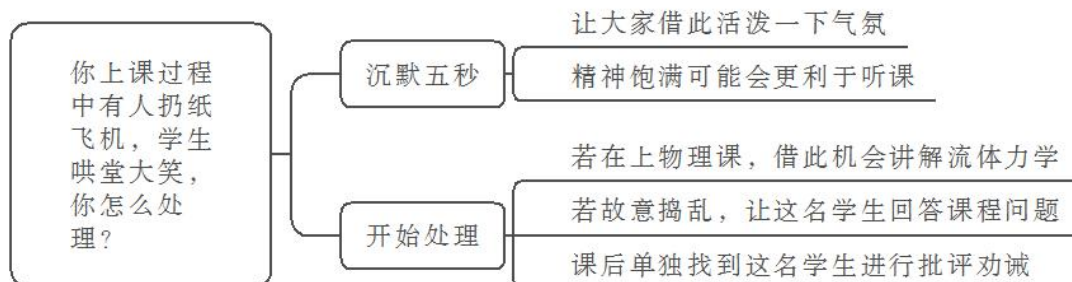 你上课过程
中有人扔纸
飞机，学生
哄堂大笑，
你怎么处
理？
沉默五秒
让大家借此活泼一下气氛
精神饱满可能会更利于听课
开始处理
若在上物理课，借此机会讲解流体力学
若故意捣乱，让这名学生回答课程问题
课后单独找到这名学生进行批评劝诫